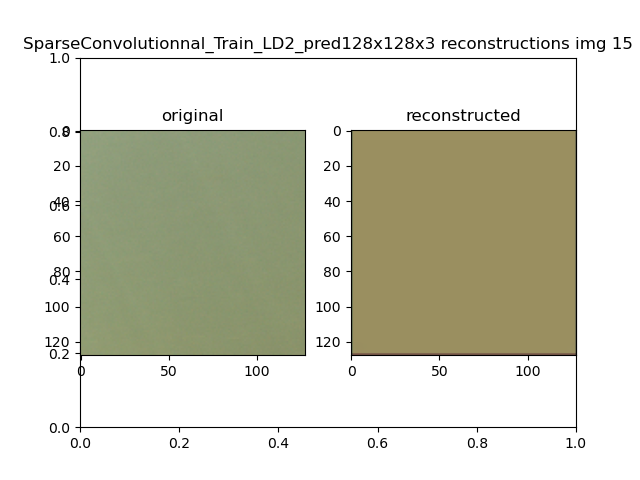 SparseConvolutionnal_Train_LD2_pred128x128x3 reconstructions img 15
1.0
original reconstructed
0.8 0 0
20 20
40 0.6 40
60 60
80 0.4 80
100 100
120 120
0.2
0 50 100 0 50 100
0.0
0.0 0.2 0.4 0.6 0.8 1.0